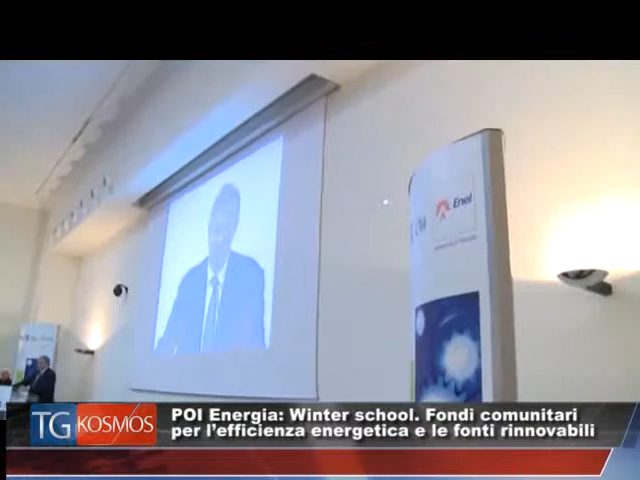 Enel
TG KOSMOS
POI Energia: Winter school. Fondi comunitari
per l'efficienza energetica e le fonti rinnovabili